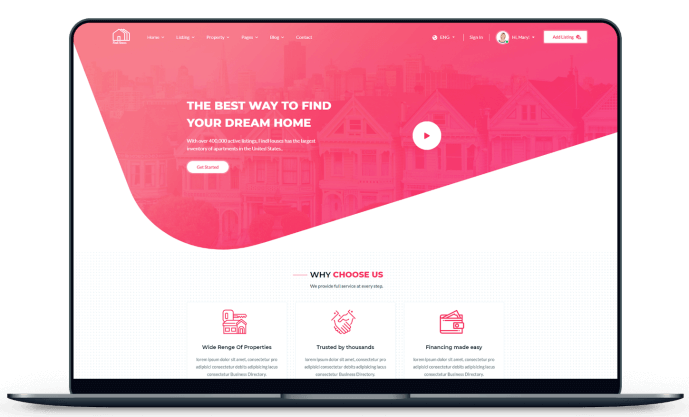 Home
Listing
Property
Pages
Blog
Contact
ENG
Sign In
Hi, Mary!
Add Listing
THE BEST WAY TO FIND
YOUR DREAM HOME
With over 400,000 active listings, Find Houses has the largest
inventory of apartments in the United States.
Get Started
WHY CHOOSE US
We provide full service at every step.
Wide Range Of Properties
lorem ipsum dolor sit amet, consectetur pro
adipisici consectetur debits adipisicing lacus
consectetur Business Directory.
Trusted by thousands
lorem ipsum dolor sit amet, consectetur pro
adipisici consectetur debits adipisicing lacus
consectetur Business Directory.
Financing made easy
lorem ipsum dolor sit amet, consectetur pro
adipisici consectetur debits adipisicing lacus
consectetur Business Directory.